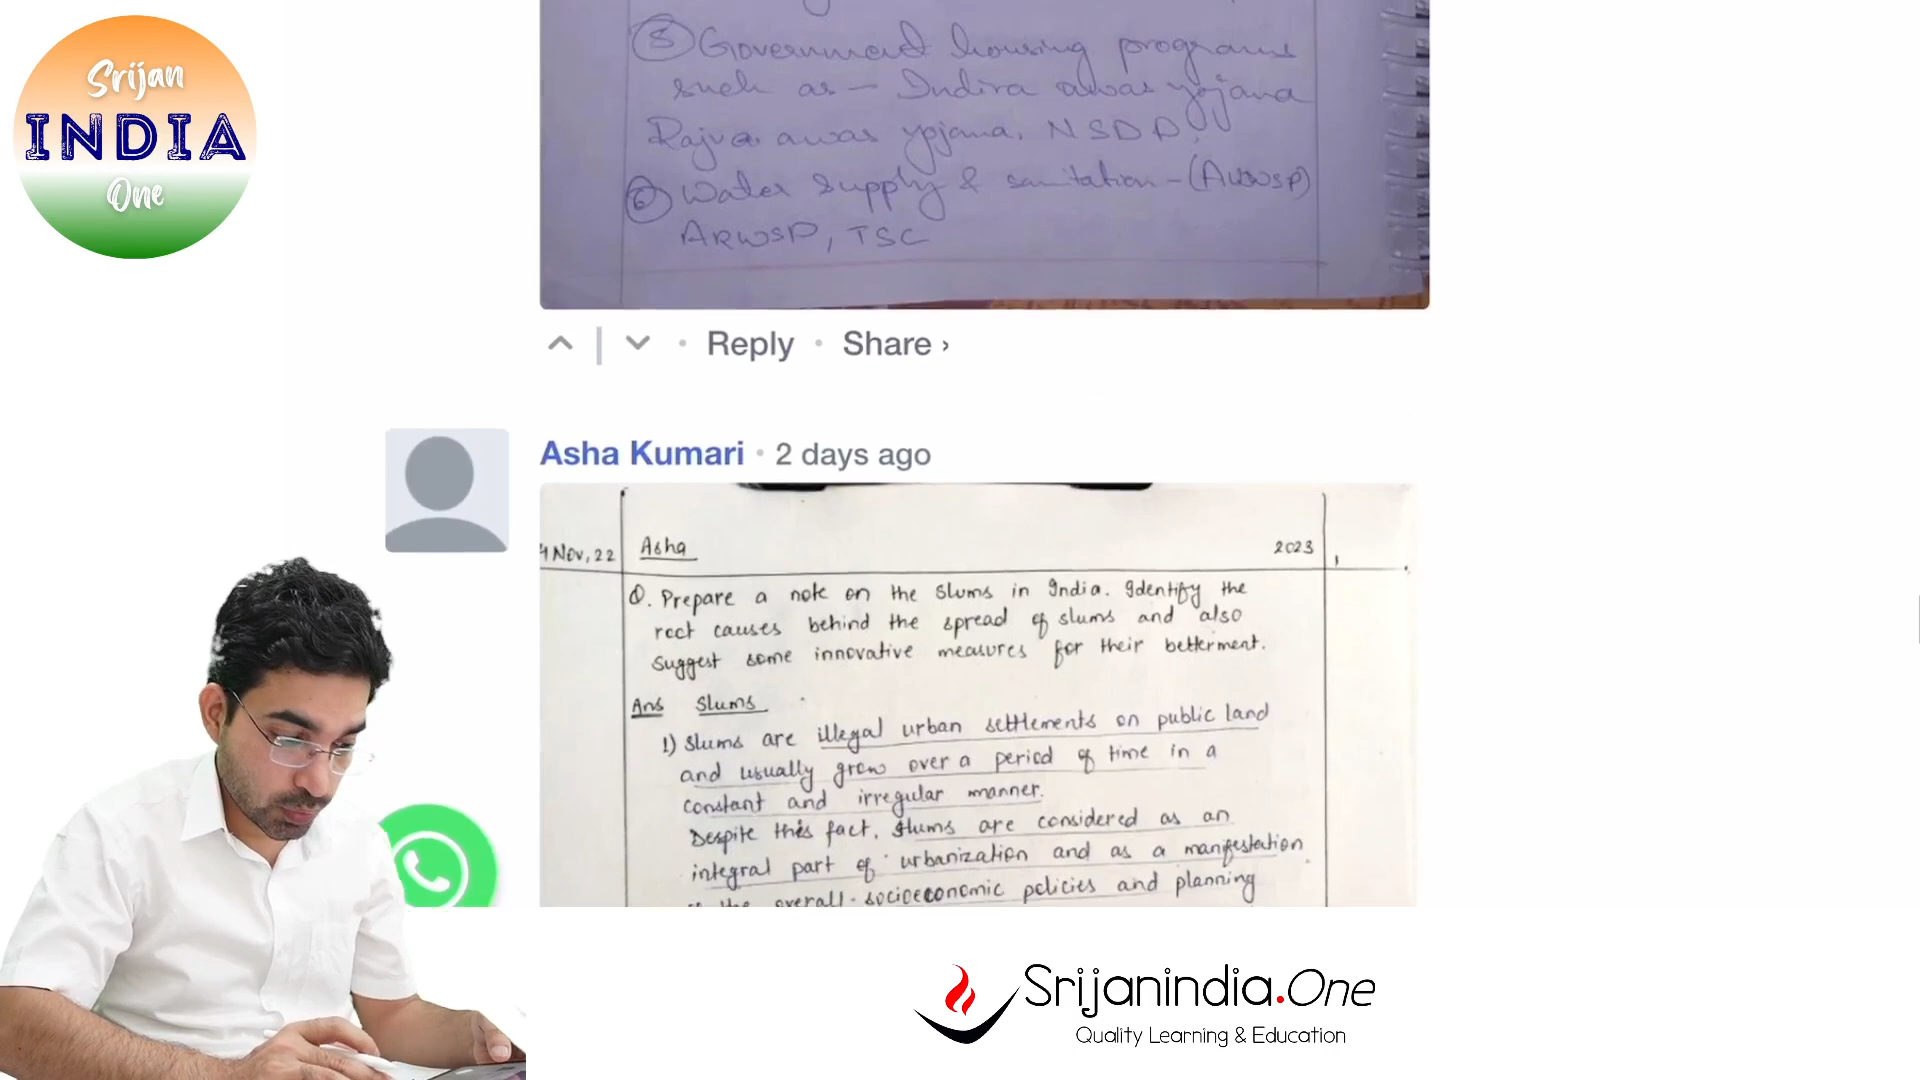 Srijan
INDIA
One
5 Government housing programs
such as - Indira awas yojana
Rajva awas yojana. NSDP.
6 Water supply & sanitation - (AUWSP)
ARWSP, TSC
Reply • Share ›
Asha Kumari • 2 days ago
4 Nov, 22 Asha 2023
Q. Prepare a note on the slums in India. Identify the
root causes behind the spread of slums and also
suggest some innovative measures for their betterment.
Ans Slums
1) Slums are illegal urban settlements on public land
and usually grow over a period of time in a
constant and irregular manner.
Despite this fact, slums are considered as an
integral part of urbanization and as a manifestation
the overall socioeconomic policies and planning
Srijanindia.One
Quality Learning & Education